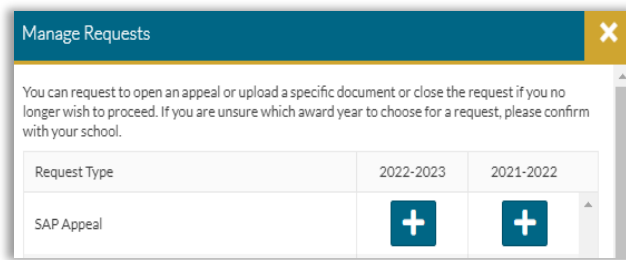 Manage Requests
You can request to open an appeal or upload a specific document or close the request if you no
longer wish to proceed. If you are unsure which award year to choose for a request, please confirm
with your school.
Request Type 2022-2023 2021-2022
SAP Appeal